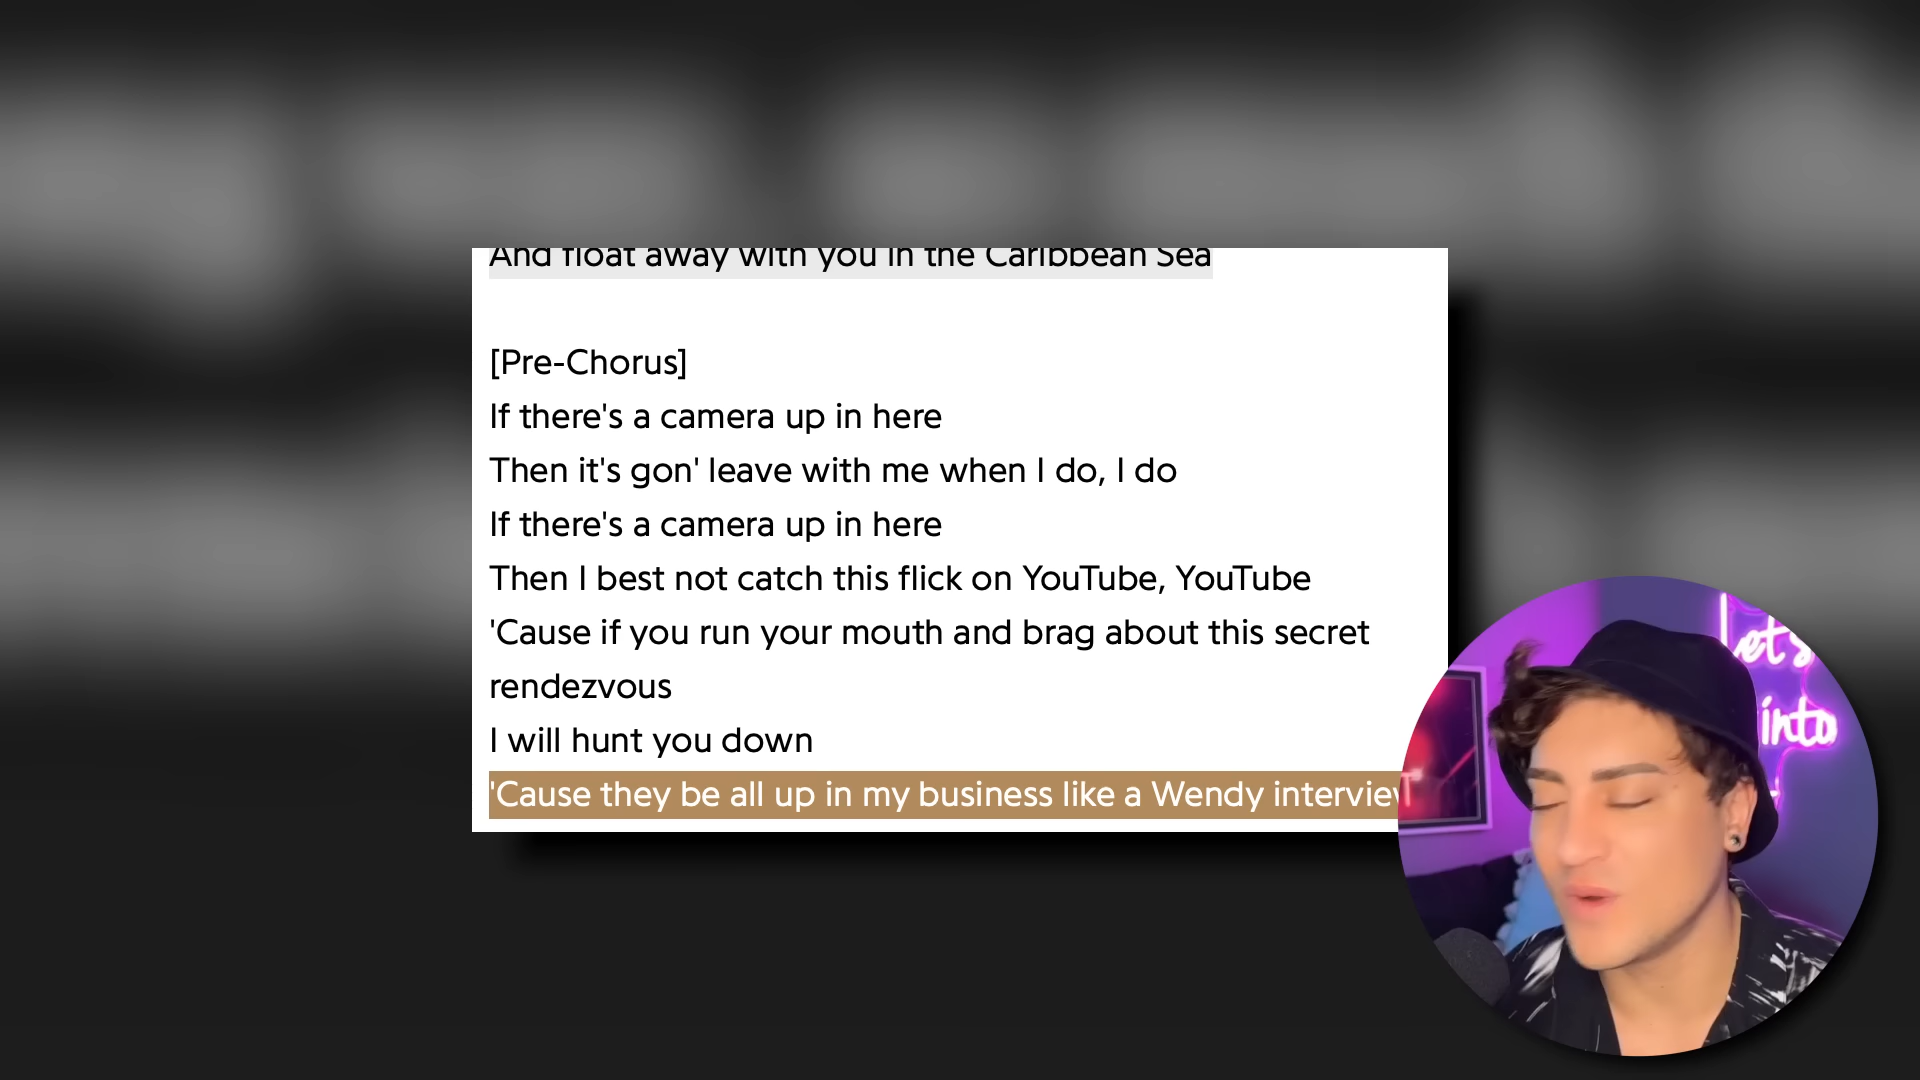 And float away with you in the Caribbean Sea
[Pre-Chorus]
If there's a camera up in here
Then it's gon' leave with me when I do, I do
If there's a camera up in here
Then I best not catch this flick on YouTube, YouTube
'Cause if you run your mouth and brag about this secret
rendezvous
I will hunt you down
'Cause they be all up in my business like a Wendy interview
Let's
into